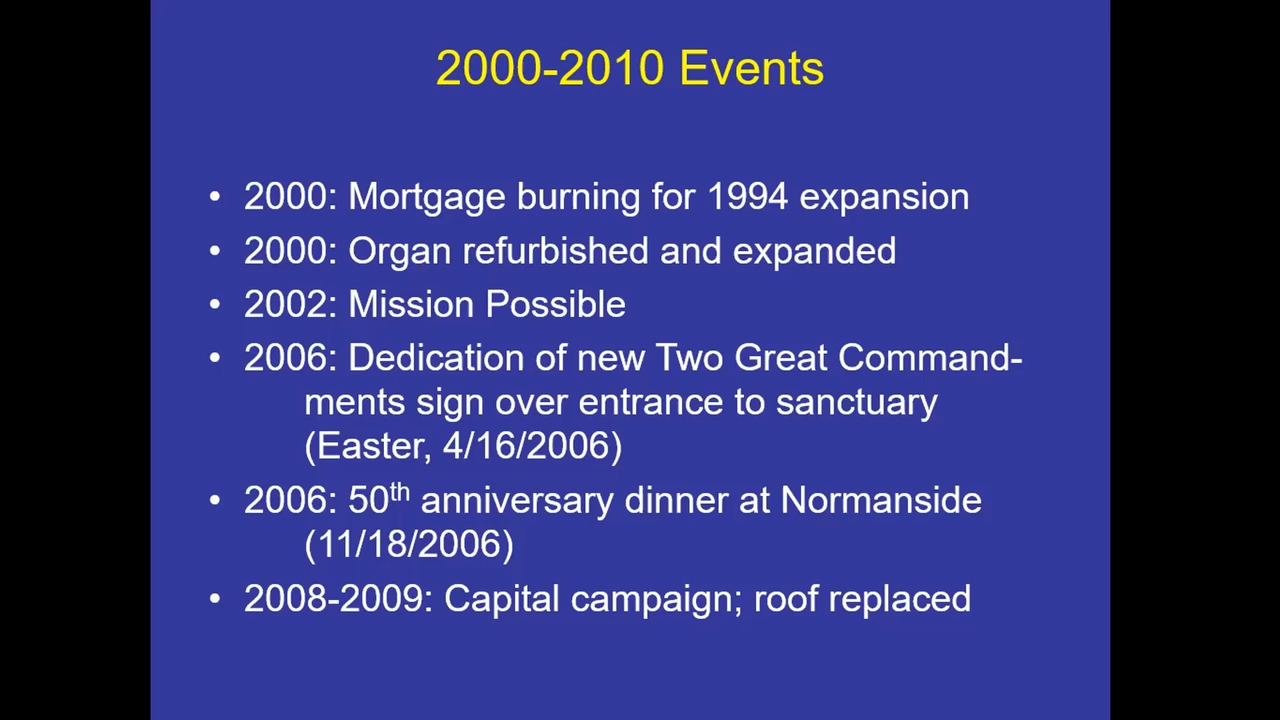 2000-2010 Events
• 2000: Mortgage burning for 1994 expansion
• 2000: Organ refurbished and expanded
• 2002: Mission Possible
• 2006: Dedication of new Two Great Command-
ments sign over entrance to sanctuary
(Easter, 4/16/2006)
• 2006: 50th anniversary dinner at Normanside
(11/18/2006)
• 2008-2009: Capital campaign; roof replaced